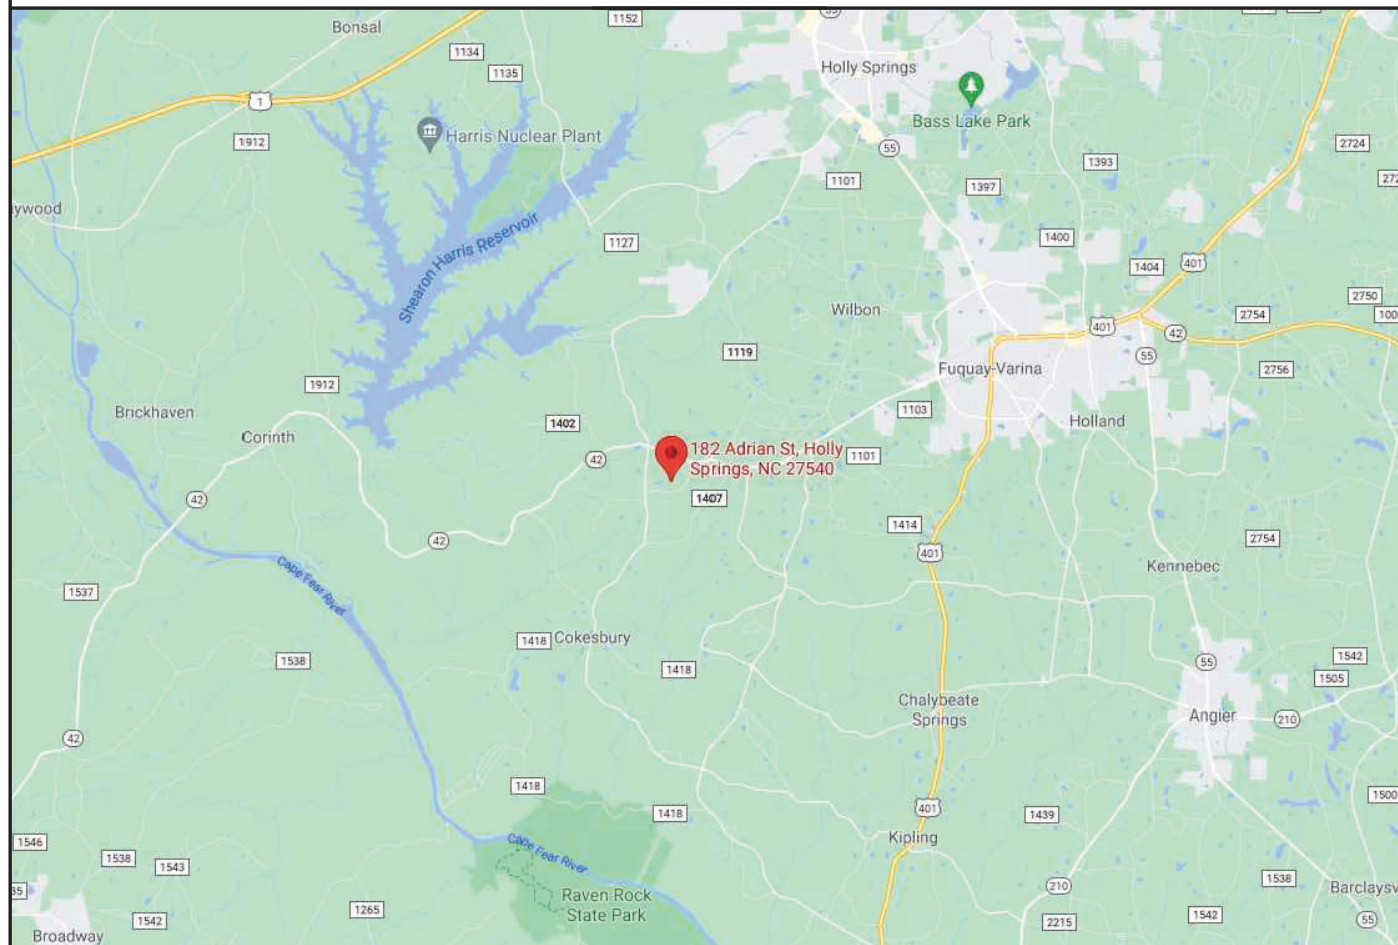 Bonsal
1152
55
1134
1135
Holly Springs
1
Harris Nuclear Plant
Bass Lake Park
1912
55
2724
1393
1101
1397
Shearon Harris Reservoir
1127
1400
401
1404
2750
Wilbon
2754
401
42
1119
55
Fuquay-Varina
2756
1912
Brickhaven
1103
Corinth
1402
Holland
182 Adrian St, Holly
Springs, NC 27540
42
1101
1407
42
1414
42
401
2754
Cape Fear River
Kennebec
1537
1418
Cokesbury
1538
1418
55
1542
1505
Chalybeate
Springs
Angier
210
42
1418
1418
401
1439
1500
1546
Kipling
Cape Fear River
1538
1543
210
1538
Raven Rock
State Park
1265
1542
2215
1542
55
Broadway